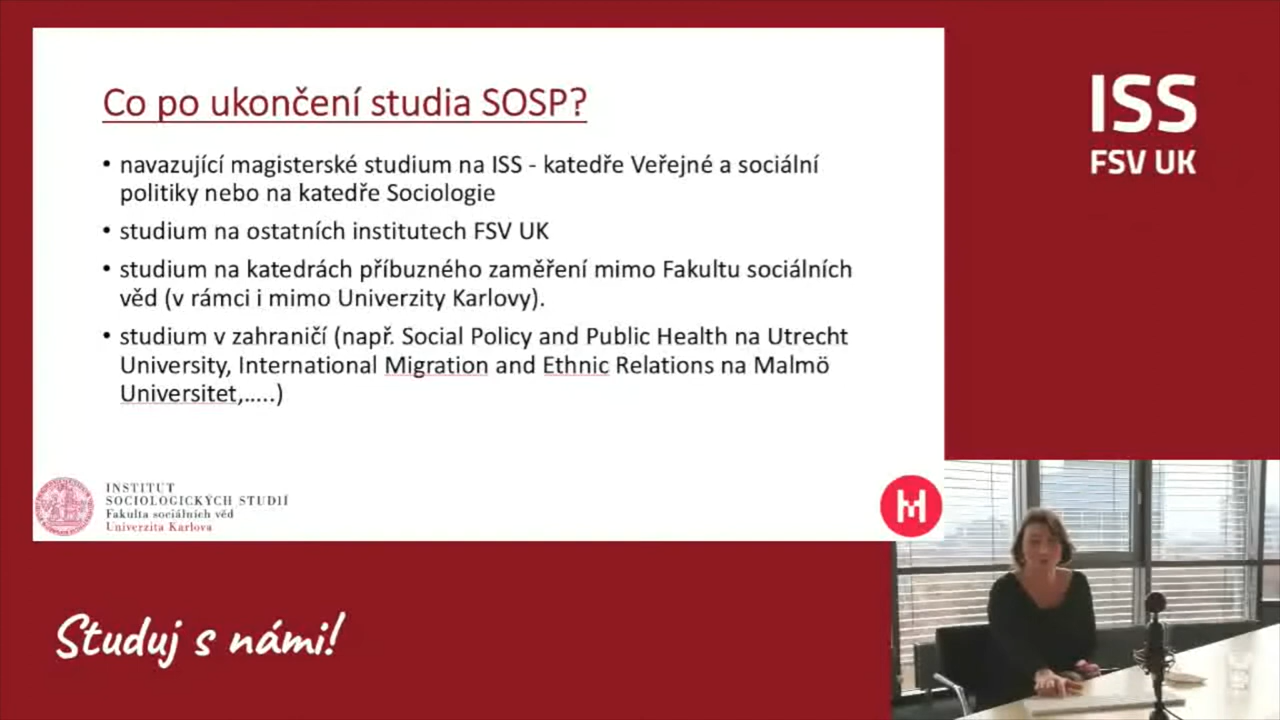 Co po ukončení studia SOSP?
• navazující magisterské studium na ISS - katedře Veřejné a sociální
politiky nebo na katedře Sociologie
• studium na ostatních institutech FSV UK
• studium na katedrách příbuzného zaměření mimo Fakultu sociálních
věd (v rámci i mimo Univerzity Karlovy).
• studium v zahraničí (např. Social Policy and Public Health na Utrecht
University, International Migration and Ethnic Relations na Malmö
Universitet,…..)
INSTITUT
SOCIOLOGICKÝCH STUDIÍ
Fakulta sociálních věd
Univerzita Karlova
M
ISS
FSV UK
Studuj s námi!